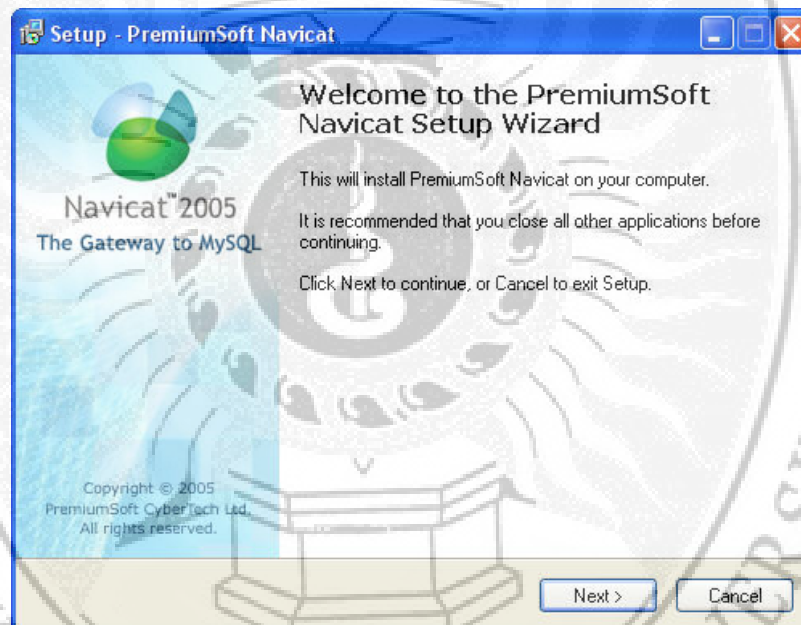 Setup - PremiumSoft Navicat
Welcome to the PremiumSoft
Navicat Setup Wizard
This will install PremiumSoft Navicat on your computer.
It is recommended that you close all other applications before
continuing.
Click Next to continue, or Cancel to exit Setup.
Navicat™2005
The Gateway to MySQL
Copyright © 2005
PremiumSoft CyberTech Ltd.
All rights reserved.
Next >
Cancel